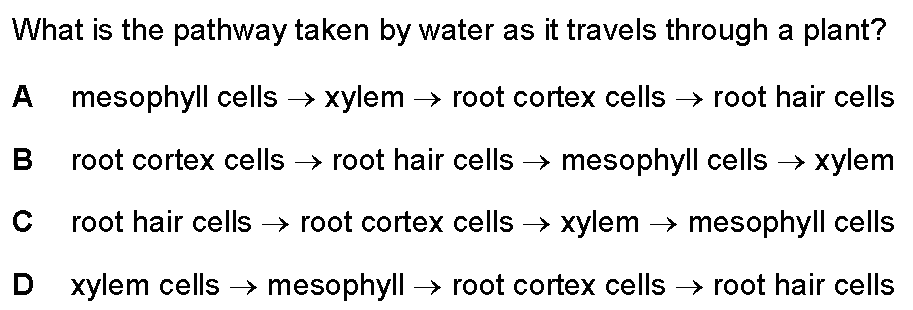 What is the pathway taken by water as it travels through a plant?
A mesophyll cells → xylem → root cortex cells → root hair cells
B root cortex cells → root hair cells → mesophyll cells → xylem
C root hair cells → root cortex cells → xylem → mesophyll cells
D xylem cells → mesophyll → root cortex cells → root hair cells